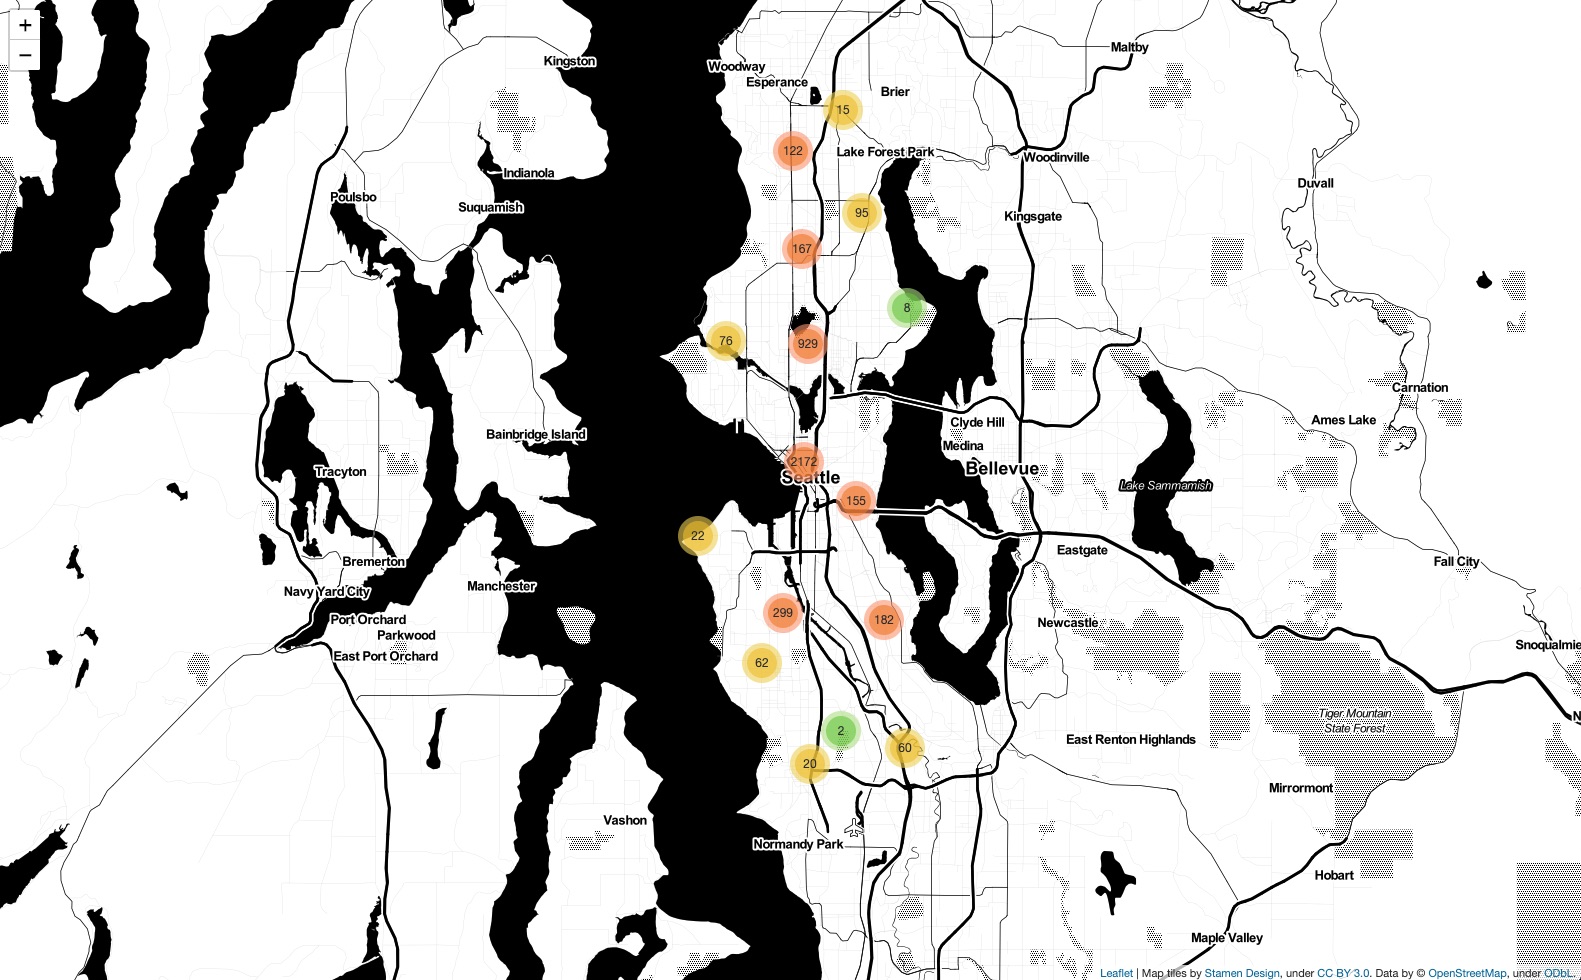 +
−
Maltby
Kingston
Woodway
Esperance
Brier
15
122
Lake Forest Park
Woodinville
Indianola
Duvall
Poulsbo
Suquamish
95
Kingsgate
167
8
76
929
Carnation
Ames Lake
Clyde Hill
Bainbridge Island
Medina
2172
Bellevue
Tracyton
Seattle
Lake Sammamish
155
22
Eastgate
Bremerton
Fall City
Manchester
Navy Yard City
299
Port Orchard
182
Newcastle
Parkwood
Snoqualmie
East Port Orchard
62
Tiger Mountain
State Forest
N
2
East Renton Highlands
60
20
Mirrormont
Vashon
Normandy Park
Hobart
Maple Valley
Leaflet | Map tiles by Stamen Design, under CC BY 3.0. Data by © OpenStreetMap, under ODbL.